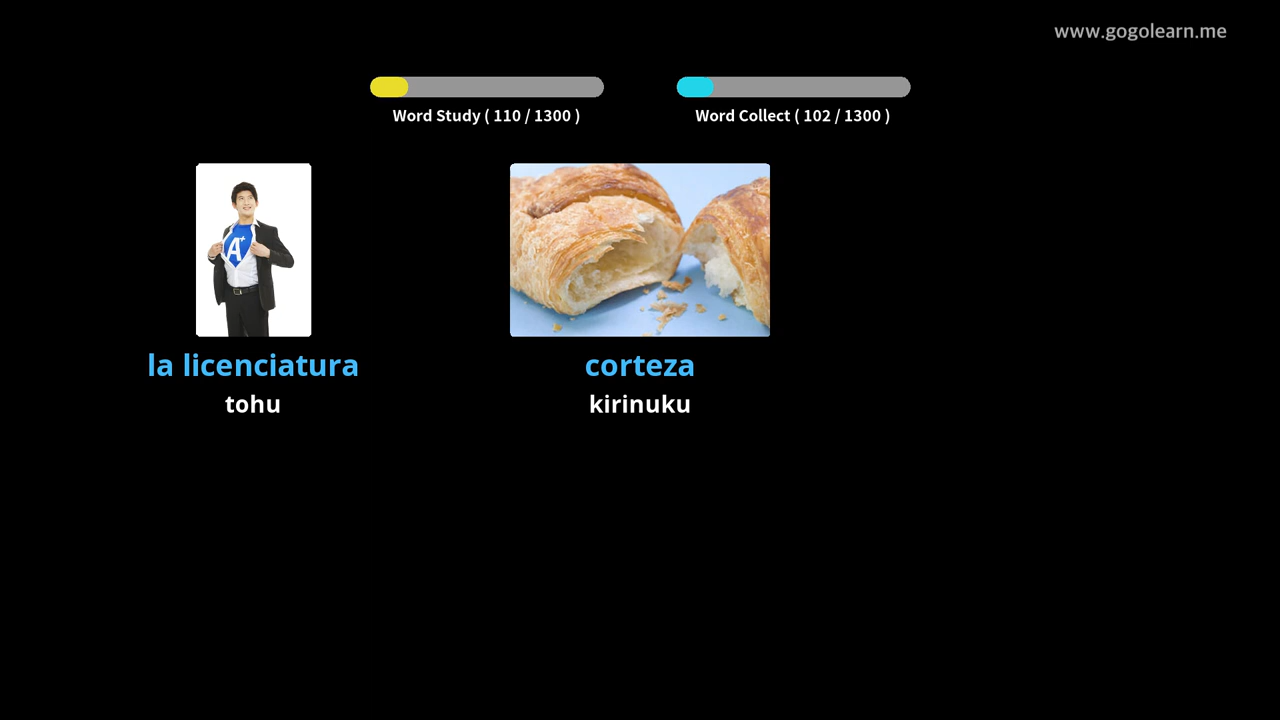 www.gogolearn.me
Word Study ( 110 / 1300 )
Word Collect ( 102 / 1300 )
A+
la licenciatura
tohu
corteza
kirinuku